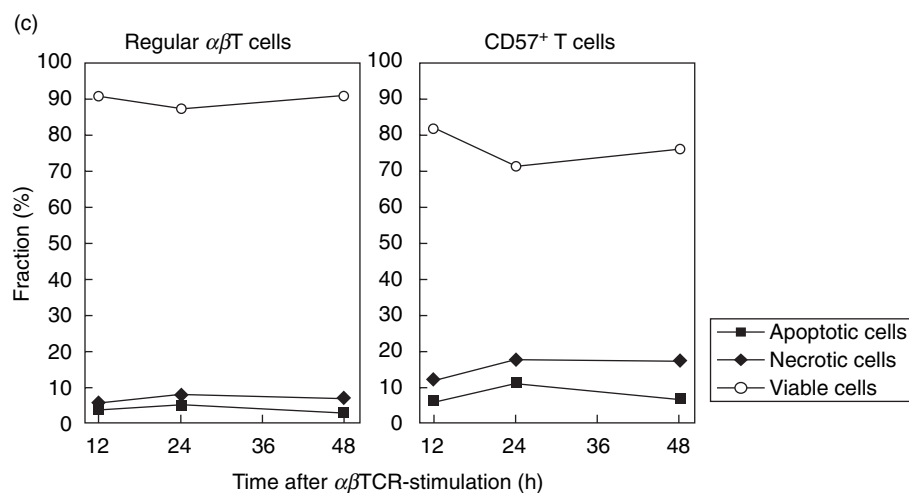 (c)
Regular αβT cells
CD57⁺ T cells
Fraction (%)
100
90
80
70
60
50
40
30
20
10
0
12 24 36 48
100
90
80
70
60
50
40
30
20
10
0
12 24 36 48
Time after αβTCR-stimulation (h)
Apoptotic cells
Necrotic cells
Viable cells